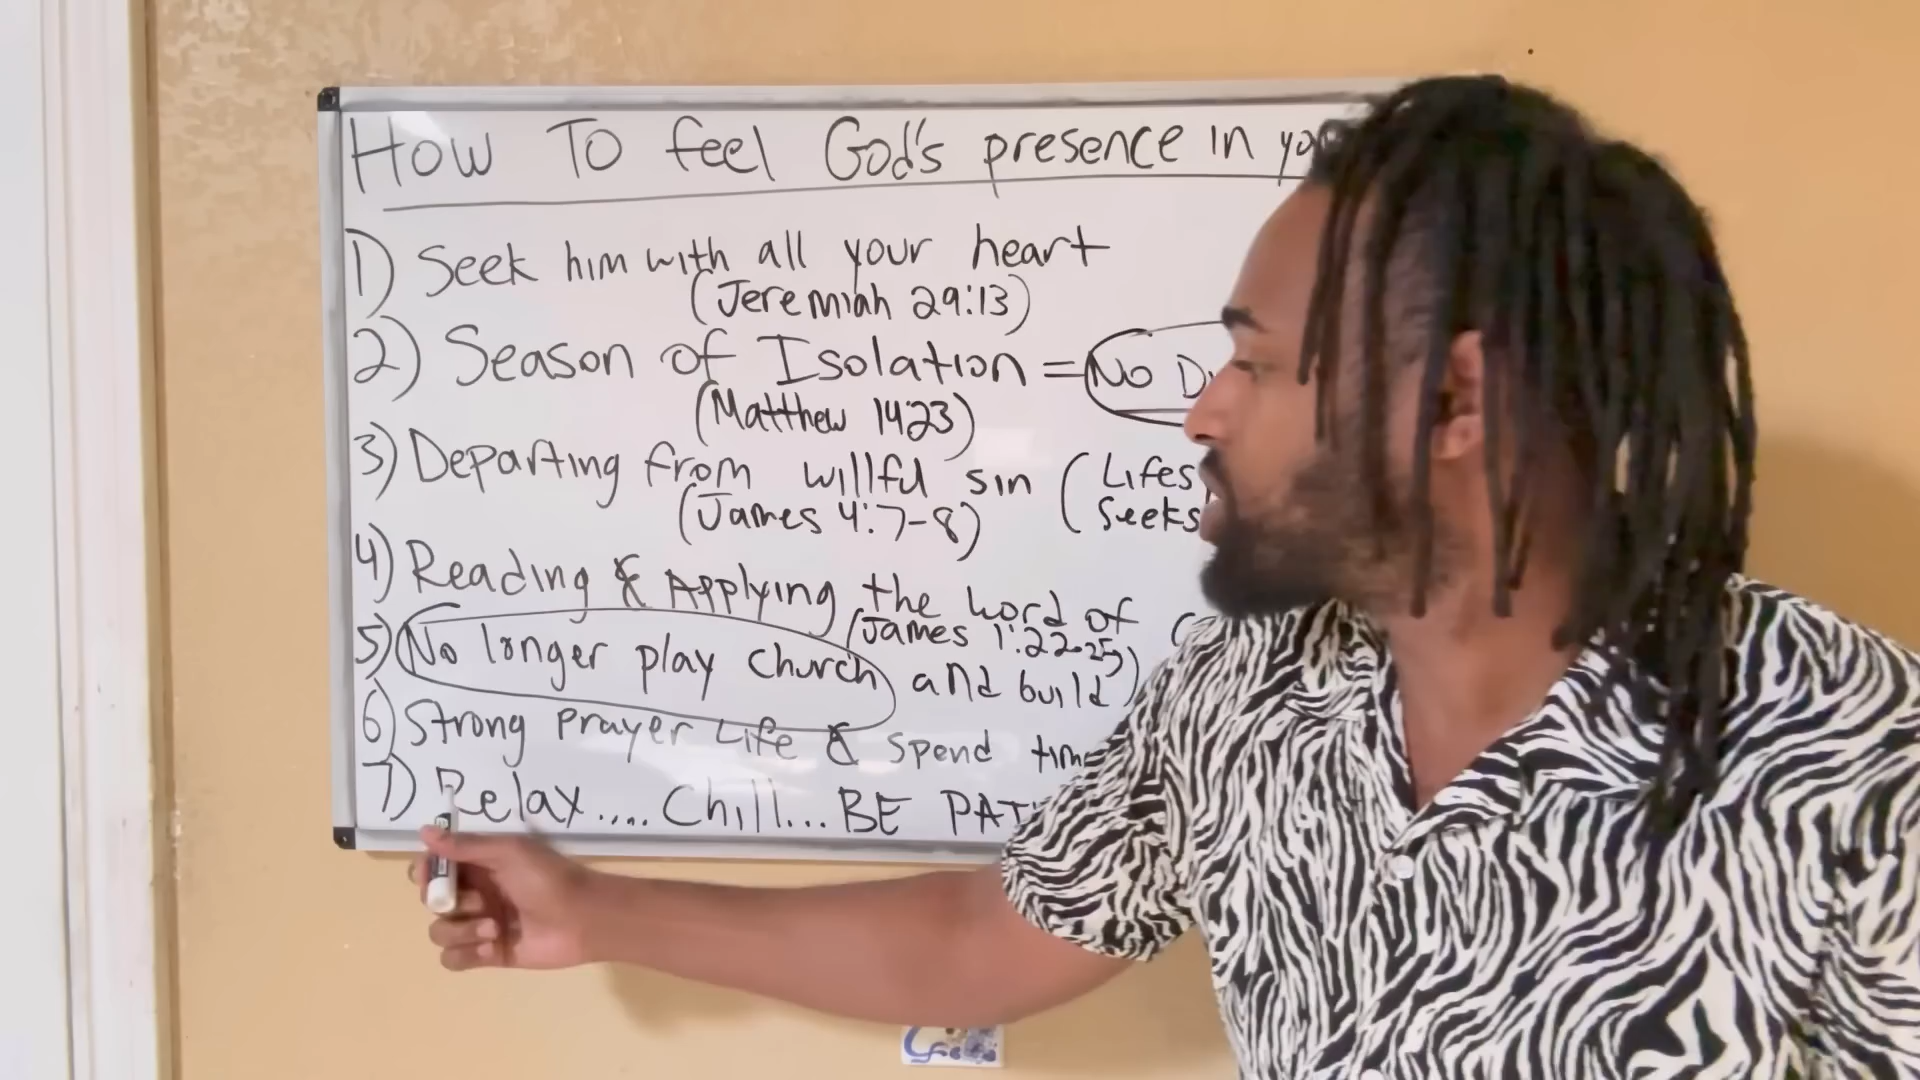 How To feel God's presence in
1) Seek him with all your heart
(Jeremiah 29:13)
2) Season of Isolation = No
(Matthew 14:23)
3) Departing from willful sin (Lifes
(James 4:7-8) Seeks
4) Reading & Applying the word of
(James 1:22-25)
5) No longer play church and build
6) Strong prayer Life & spend time
7) Relax.... Chill... BE